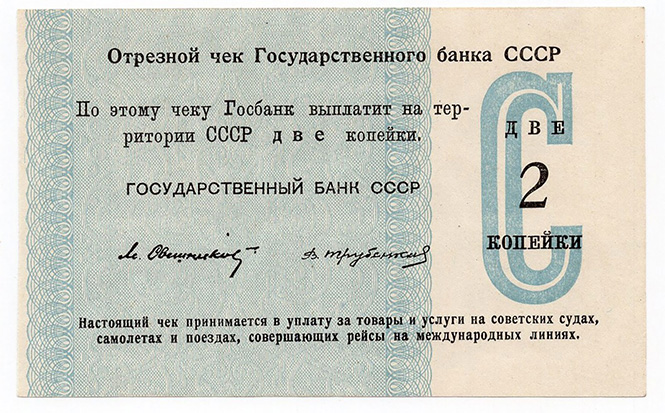 Отрезной чек Государственного банка СССР
По этому чеку Госбанк выплатит на тер-
ритории СССР две копейки.
ГОСУДАРСТВЕННЫЙ БАНК СССР
ДВЕ
2
КОПЕЙКИ
С
Настоящий чек принимается в уплату за товары и услуги на советских судах,
самолетах и поездах, совершающих рейсы на международных линиях.